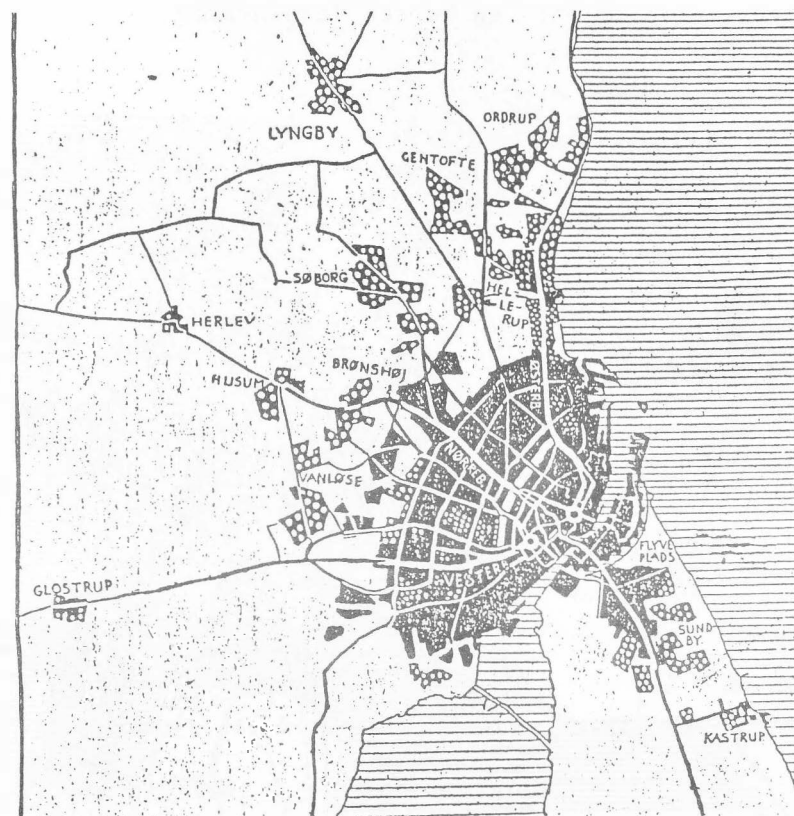 ORDRUP
LYNGBY
GENTOFTE
SØBORG
HEL-
LE-
RUP
HERLEV
BRØNSHØJ
HUSUM
ØSTERB
NØRREB
VANLØSE
FLYVE
PLADS
VESTERB
GLOSTRUP
SUND-
BY
KASTRUP